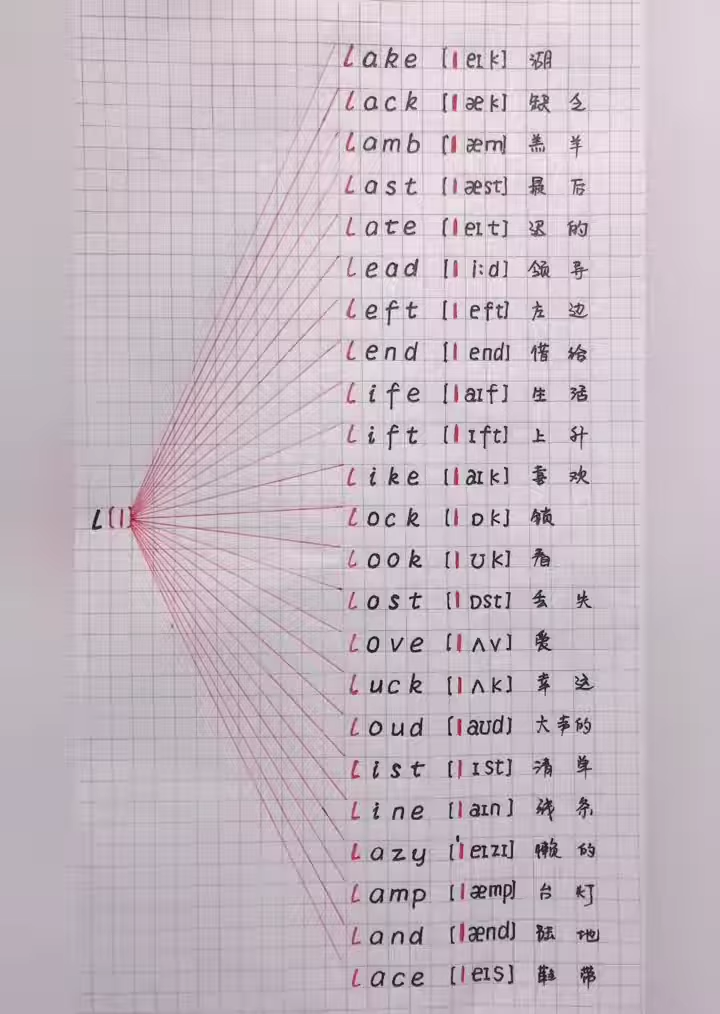 Lake [leɪk] 湖
Lack [læk] 缺乏
Lamb [læm] 羔羊
Last [læst] 最后
Late [leɪt] 迟的
Lead [li:d] 领导
Left [left] 左边
Lend [lend] 借给
Life [laɪf] 生活
Lift [lɪft] 上升
Like [laɪk] 喜欢
L [l]
Lock [lɒk] 锁
Look [lʊk] 看
Lost [lɒst] 丢失
Love [lʌv] 爱
Luck [lʌk] 幸运
Loud [laʊd] 大声的
List [lɪst] 清单
Line [laɪn] 线条
Lazy ['leɪzɪ] 懒的
Lamp [læmp] 台灯
Land [lænd] 陆地
Lace [leɪs] 鞋带